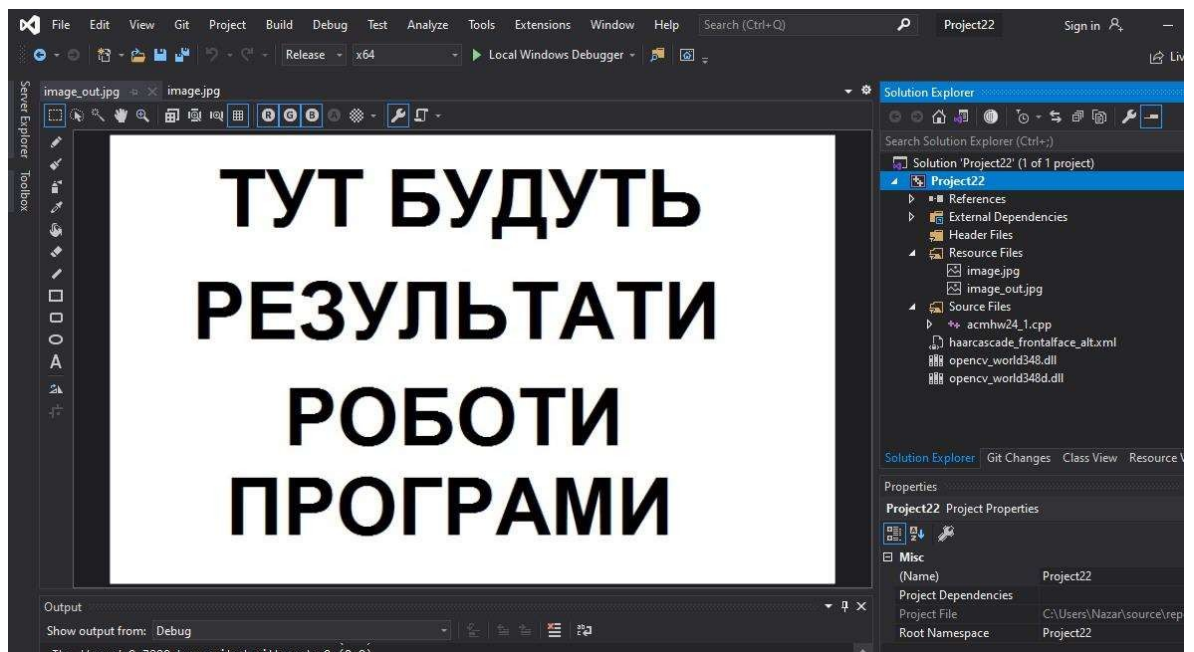 File Edit View Git Project Build Debug Test Analyze Tools Extensions Window Help Search (Ctrl+Q) Project22 Sign in
Release x64 Local Windows Debugger Liv
Server Explorer
Toolbox
image_out.jpg image.jpg
R G B
A
ТУТ БУДУТЬ
РЕЗУЛЬТАТИ
РОБОТИ
ПРОГРАМИ
Output
Show output from: Debug
Solution Explorer
Search Solution Explorer (Ctrl+;)
Solution 'Project22' (1 of 1 project)
Project22
References
External Dependencies
Header Files
Resource Files
image.jpg
image_out.jpg
Source Files
acmhw24_1.cpp
haarcascade_frontalface_alt.xml
opencv_world348.dll
opencv_world348d.dll
Solution Explorer Git Changes Class View Resource V
Properties
Project22 Project Properties
Misc
(Name) Project22
Project Dependencies
Project File C:\Users\Nazar\source\rep
Root Namespace Project22